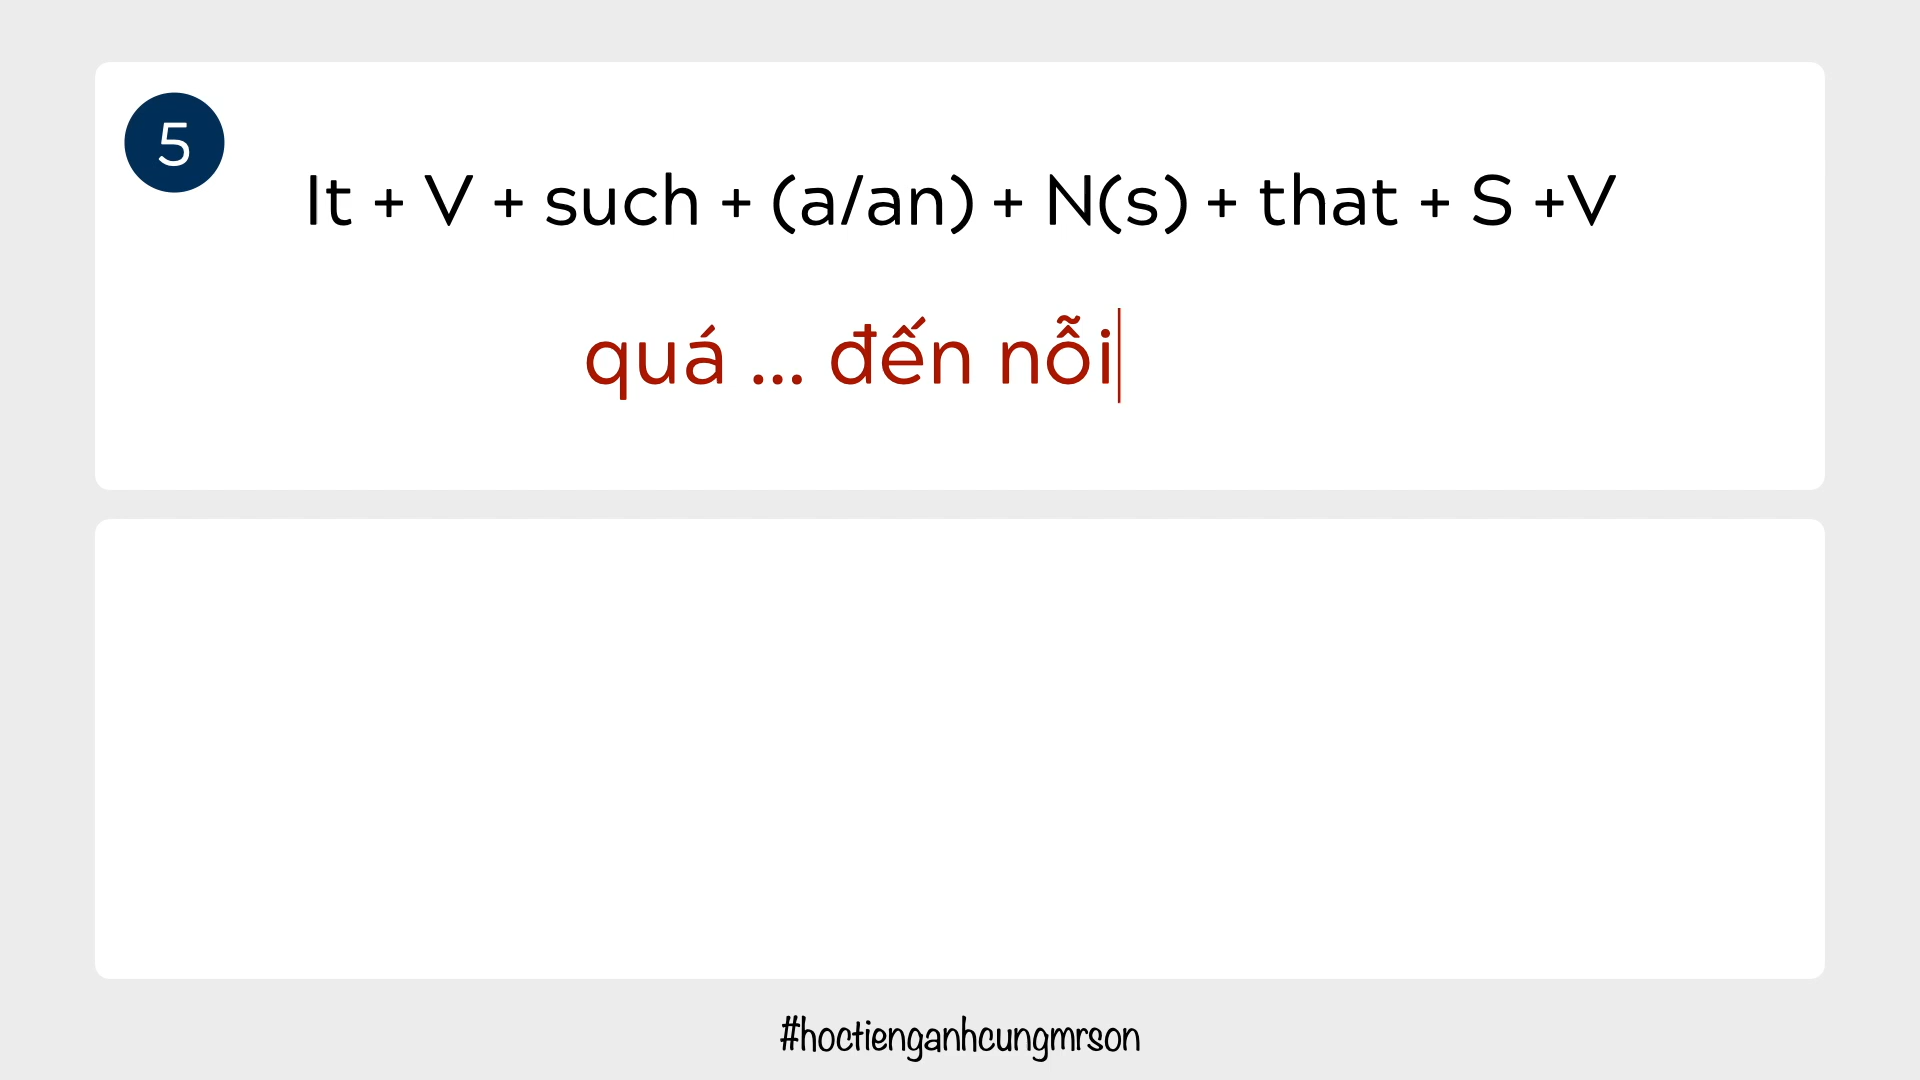 5
It + V + such + (a/an) + N(s) + that + S +V
quá ... đến nỗi
#hoctienganhcungmrson